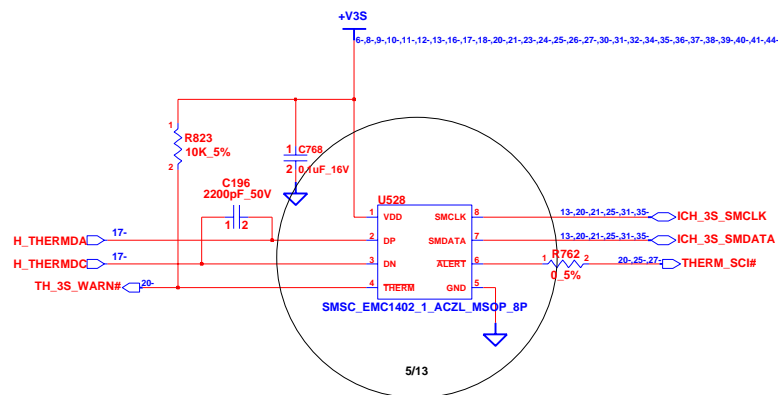 +V3S
6-,8-,9-,10-,11-,12-,13-,16-,17-,18-,20-,21-,23-,24-,25-,26-,27-,30-,31-,32-,34-,35-,36-,37-,38-,39-,40-,41-,44-
1
R823
10K_5%
2
1 C768
2 0.1uF_16V
C196
2200pF_50V
1 2
U528
1 VDD SMCLK 8 13-,20-,21-,25-,31-,35- ICH_3S_SMCLK
H_THERMDA 17- 2 DP SMDATA 7 13-,20-,21-,25-,31-,35- ICH_3S_SMDATA
H_THERMDC 17- 3 DN ALERT 6 1 R762 2 20-,25-,27- THERM_SCI#
0_5%
TH_3S_WARN# 20- 4 THERM GND 5
SMSC_EMC1402_1_ACZL_MSOP_8P
5/13